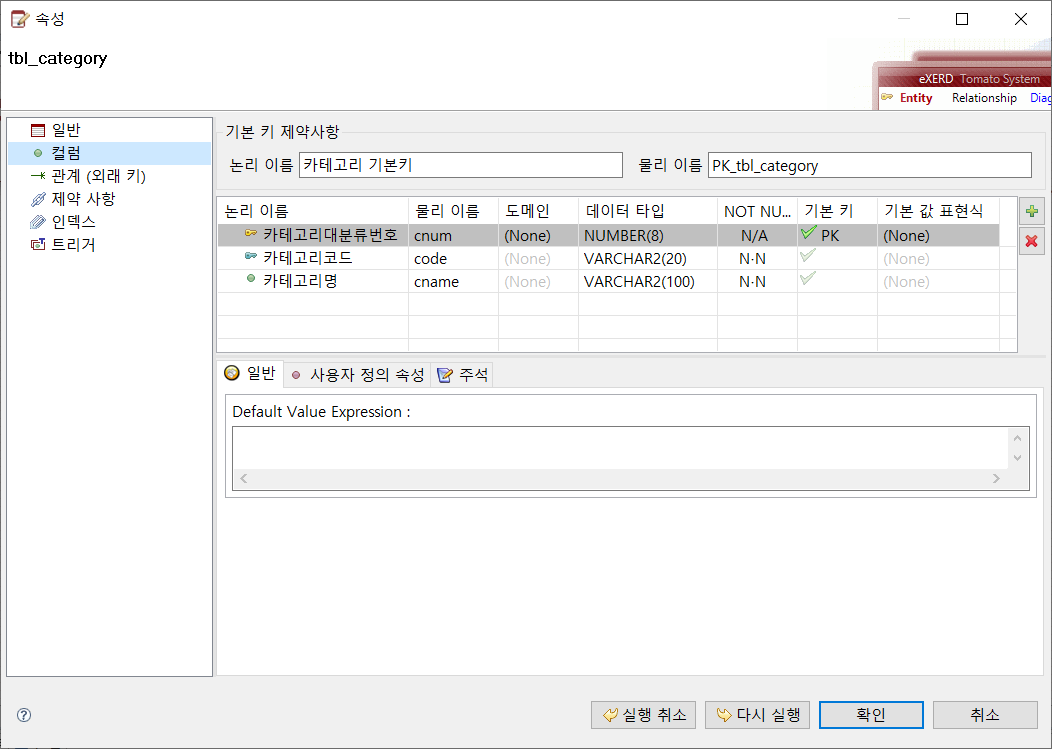 속성
tbl_category
eXERD Tomato System
Entity Relationship Diag
일반
컬럼
관계 (외래 키)
제약 사항
인덱스
트리거
기본 키 제약사항
논리 이름 카테고리 기본키 물리 이름 PK_tbl_category
논리 이름 물리 이름 도메인 데이터 타입 NOT NU... 기본 키 기본 값 표현식
카테고리대분류번호 cnum (None) NUMBER(8) N/A PK (None)
카테고리코드 code (None) VARCHAR2(20) N·N (None)
카테고리명 cname (None) VARCHAR2(100) N·N (None)
일반 사용자 정의 속성 주석
Default Value Expression :
실행 취소 다시 실행 확인 취소